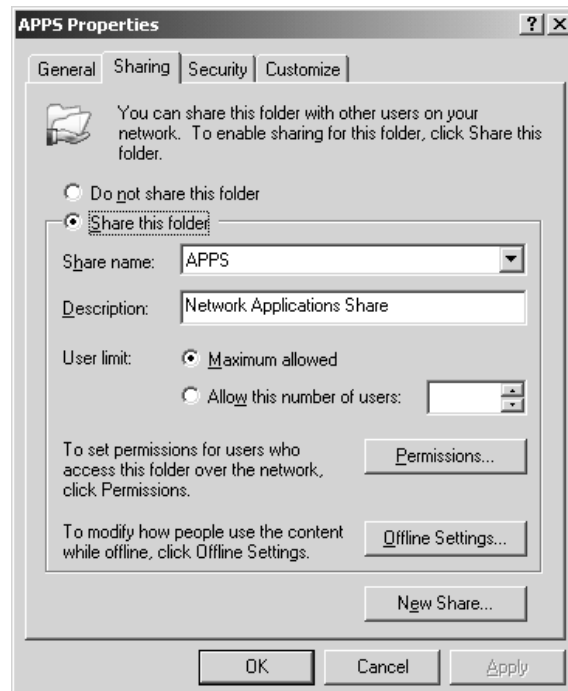 APPS Properties
General Sharing Security Customize
You can share this folder with other users on your
network. To enable sharing for this folder, click Share this
folder.
Do not share this folder
Share this folder
Share name: APPS
Description: Network Applications Share
User limit: Maximum allowed
Allow this number of users:
To set permissions for users who
access this folder over the network,
click Permissions.
Permissions...
To modify how people use the content
while offline, click Offline Settings.
Offline Settings...
New Share...
OK Cancel Apply